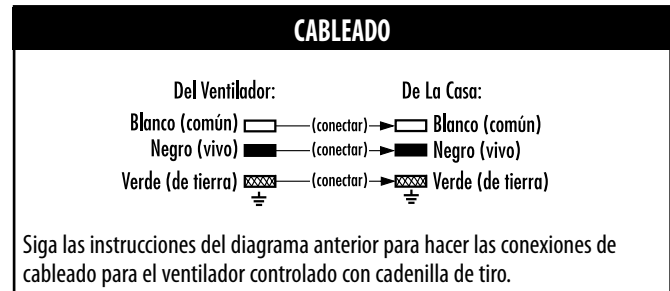 CABLEADO
Del Ventilador: De La Casa:
Blanco (común) (conectar) Blanco (común)
Negro (vivo) (conectar) Negro (vivo)
Verde (de tierra) (conectar) Verde (de tierra)
Siga las instrucciones del diagrama anterior para hacer las conexiones de
cableado para el ventilador controlado con cadenilla de tiro.